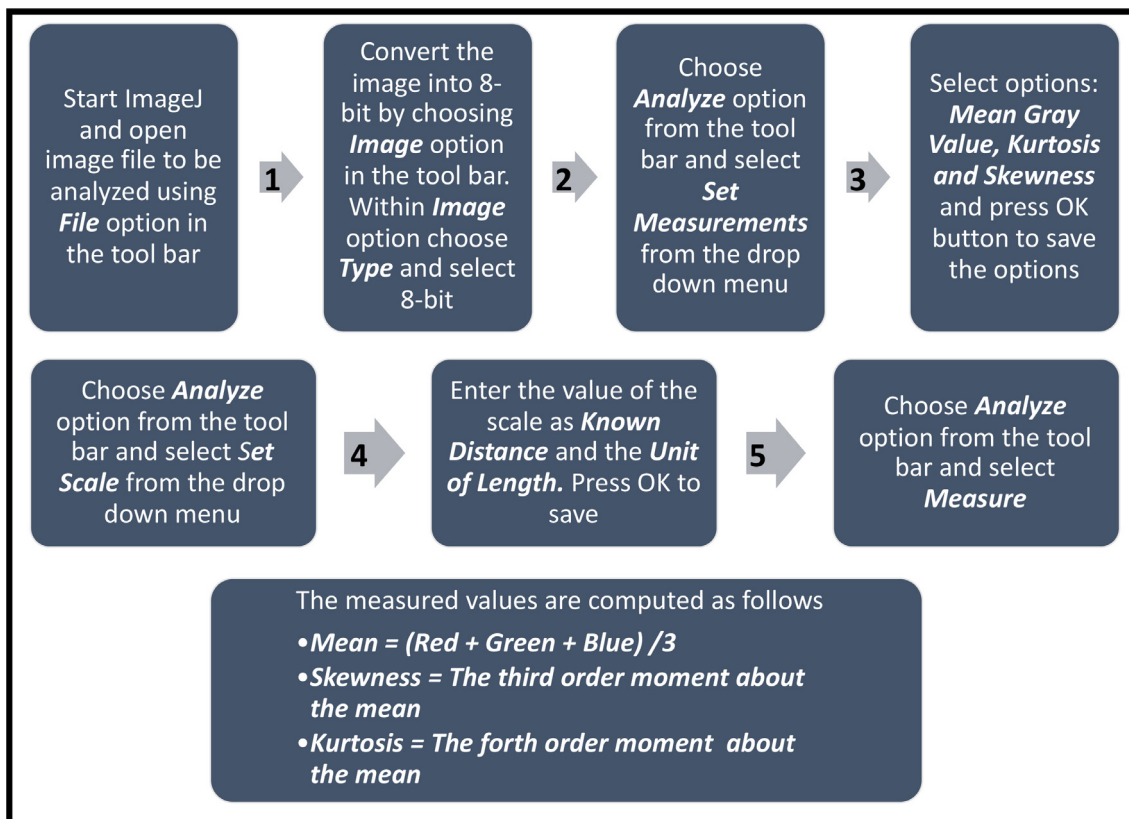 Start ImageJ
and open
image file to be
analyzed using
File option in
the tool bar
1
Convert the
image into 8-
bit by choosing
Image option
in the tool bar.
Within Image
option choose
Type and select
8-bit
2
Choose
Analyze option
from the tool
bar and select
Set
Measurements
from the drop
down menu
3
Select options:
Mean Gray
Value, Kurtosis
and Skewness
and press OK
button to save
the options
Choose Analyze
option from the tool
bar and select Set
Scale from the drop
down menu
4
Enter the value of the
scale as Known
Distance and the Unit
of Length. Press OK to
save
5
Choose Analyze
option from the tool
bar and select
Measure
The measured values are computed as follows
•Mean = (Red + Green + Blue) /3
•Skewness = The third order moment about
the mean
•Kurtosis = The forth order moment about
the mean